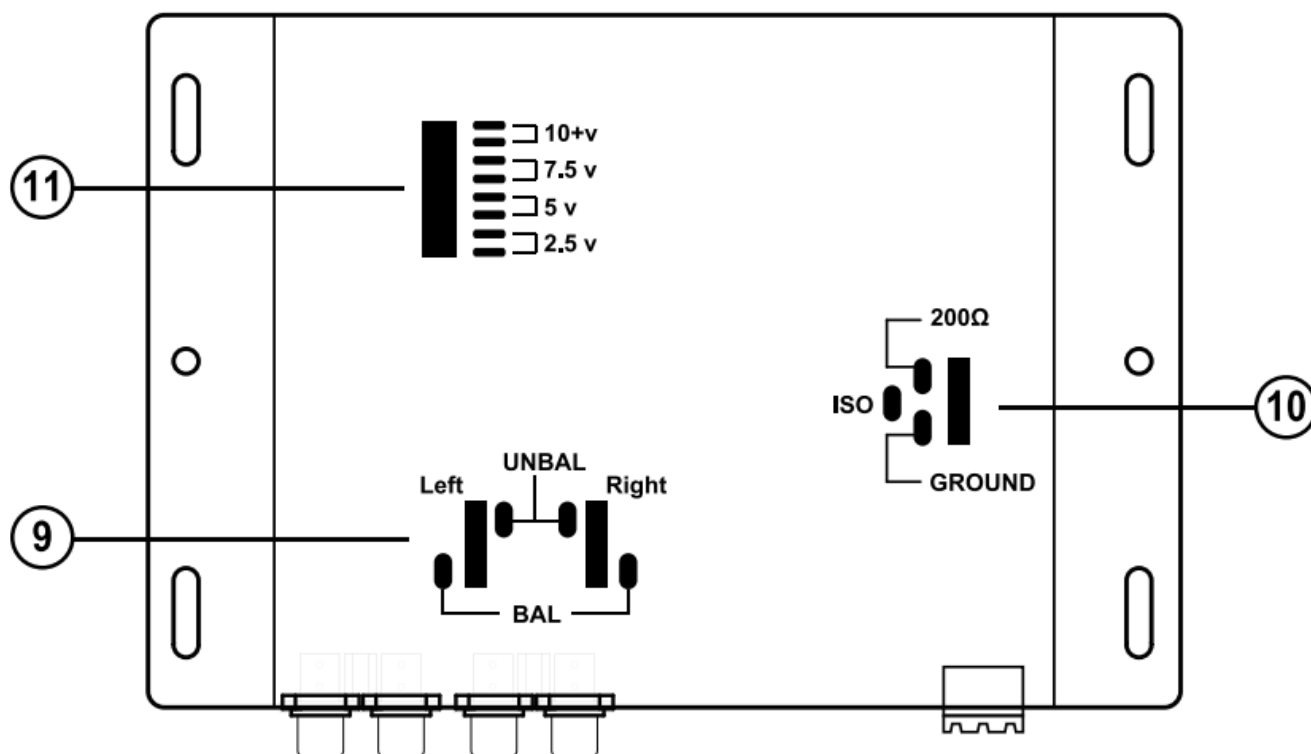 10+v
11
7.5 v
5 v
2.5 v
200Ω
ISO
10
GROUND
UNBAL
Left
Right
9
BAL